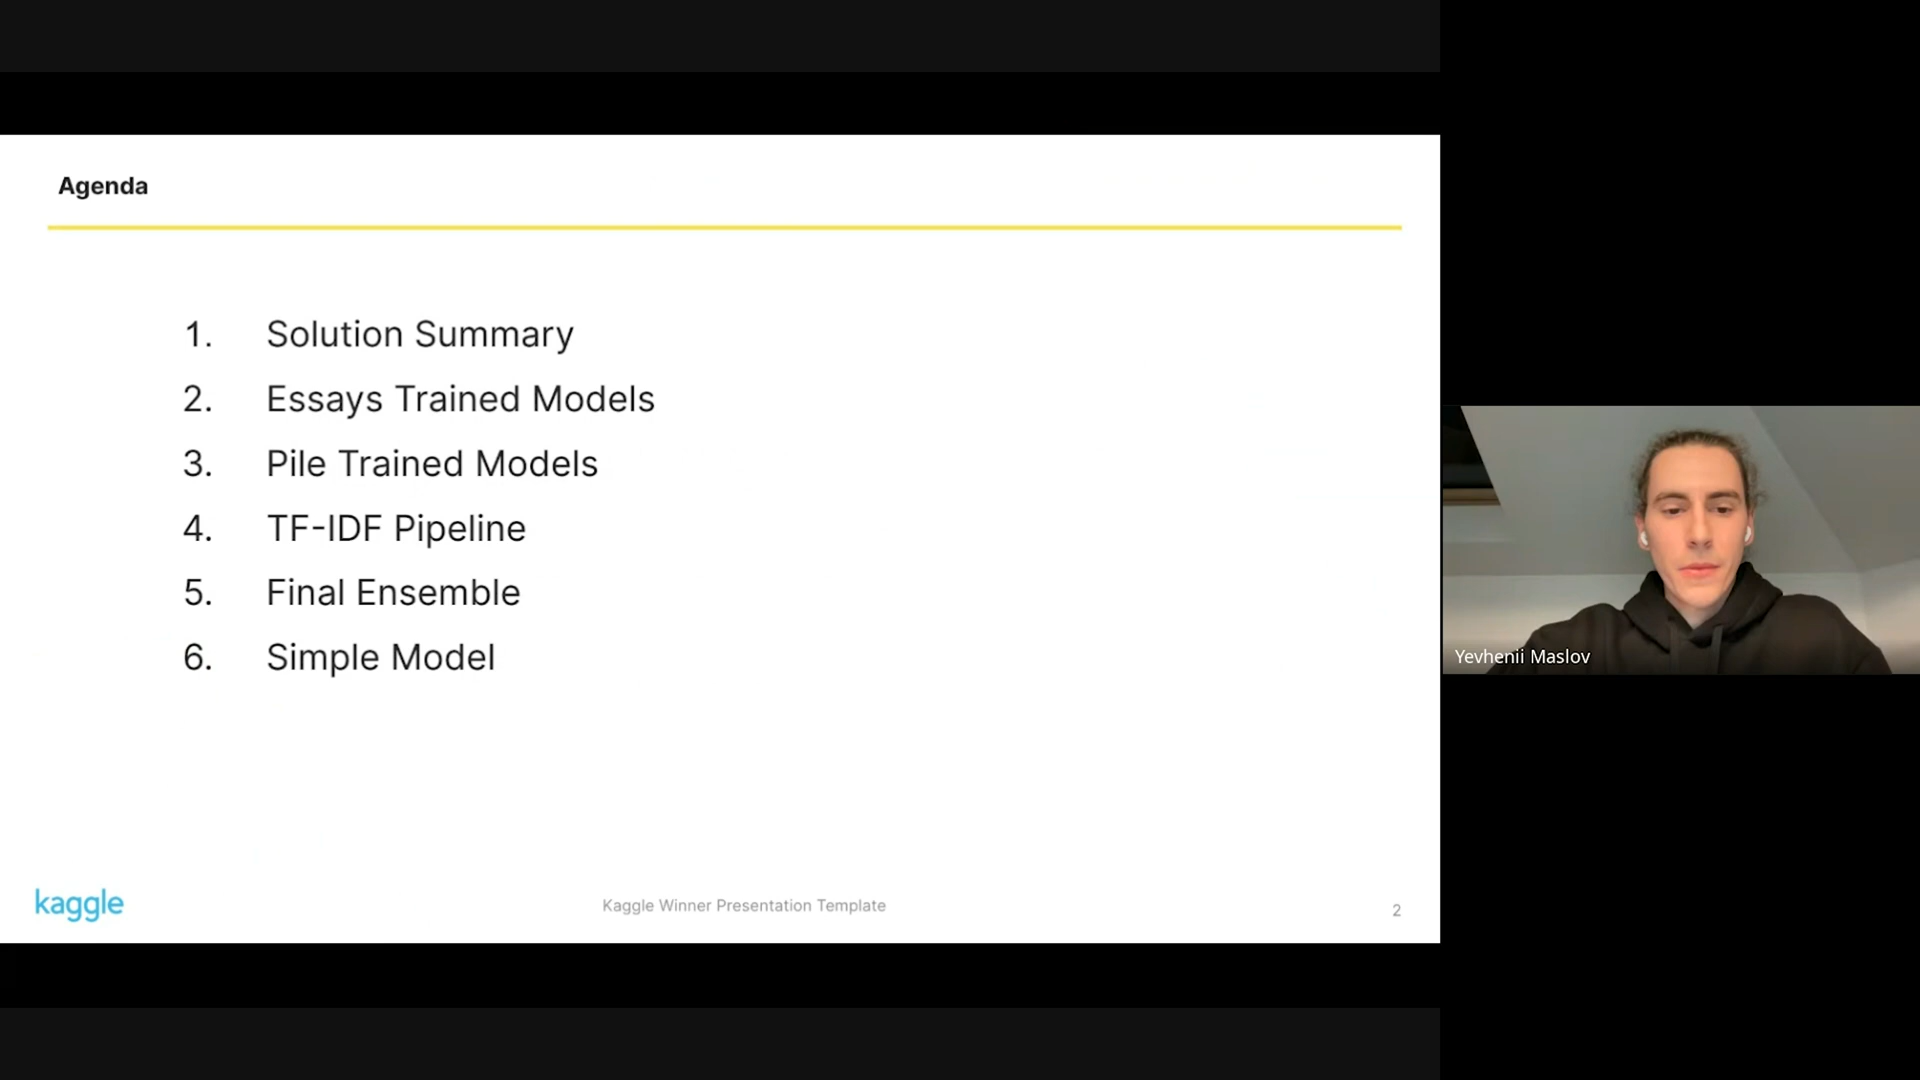 Agenda
1. Solution Summary
2. Essays Trained Models
3. Pile Trained Models
4. TF-IDF Pipeline
5. Final Ensemble
6. Simple Model
kaggle
Kaggle Winner Presentation Template
2
Yevhenii Maslov